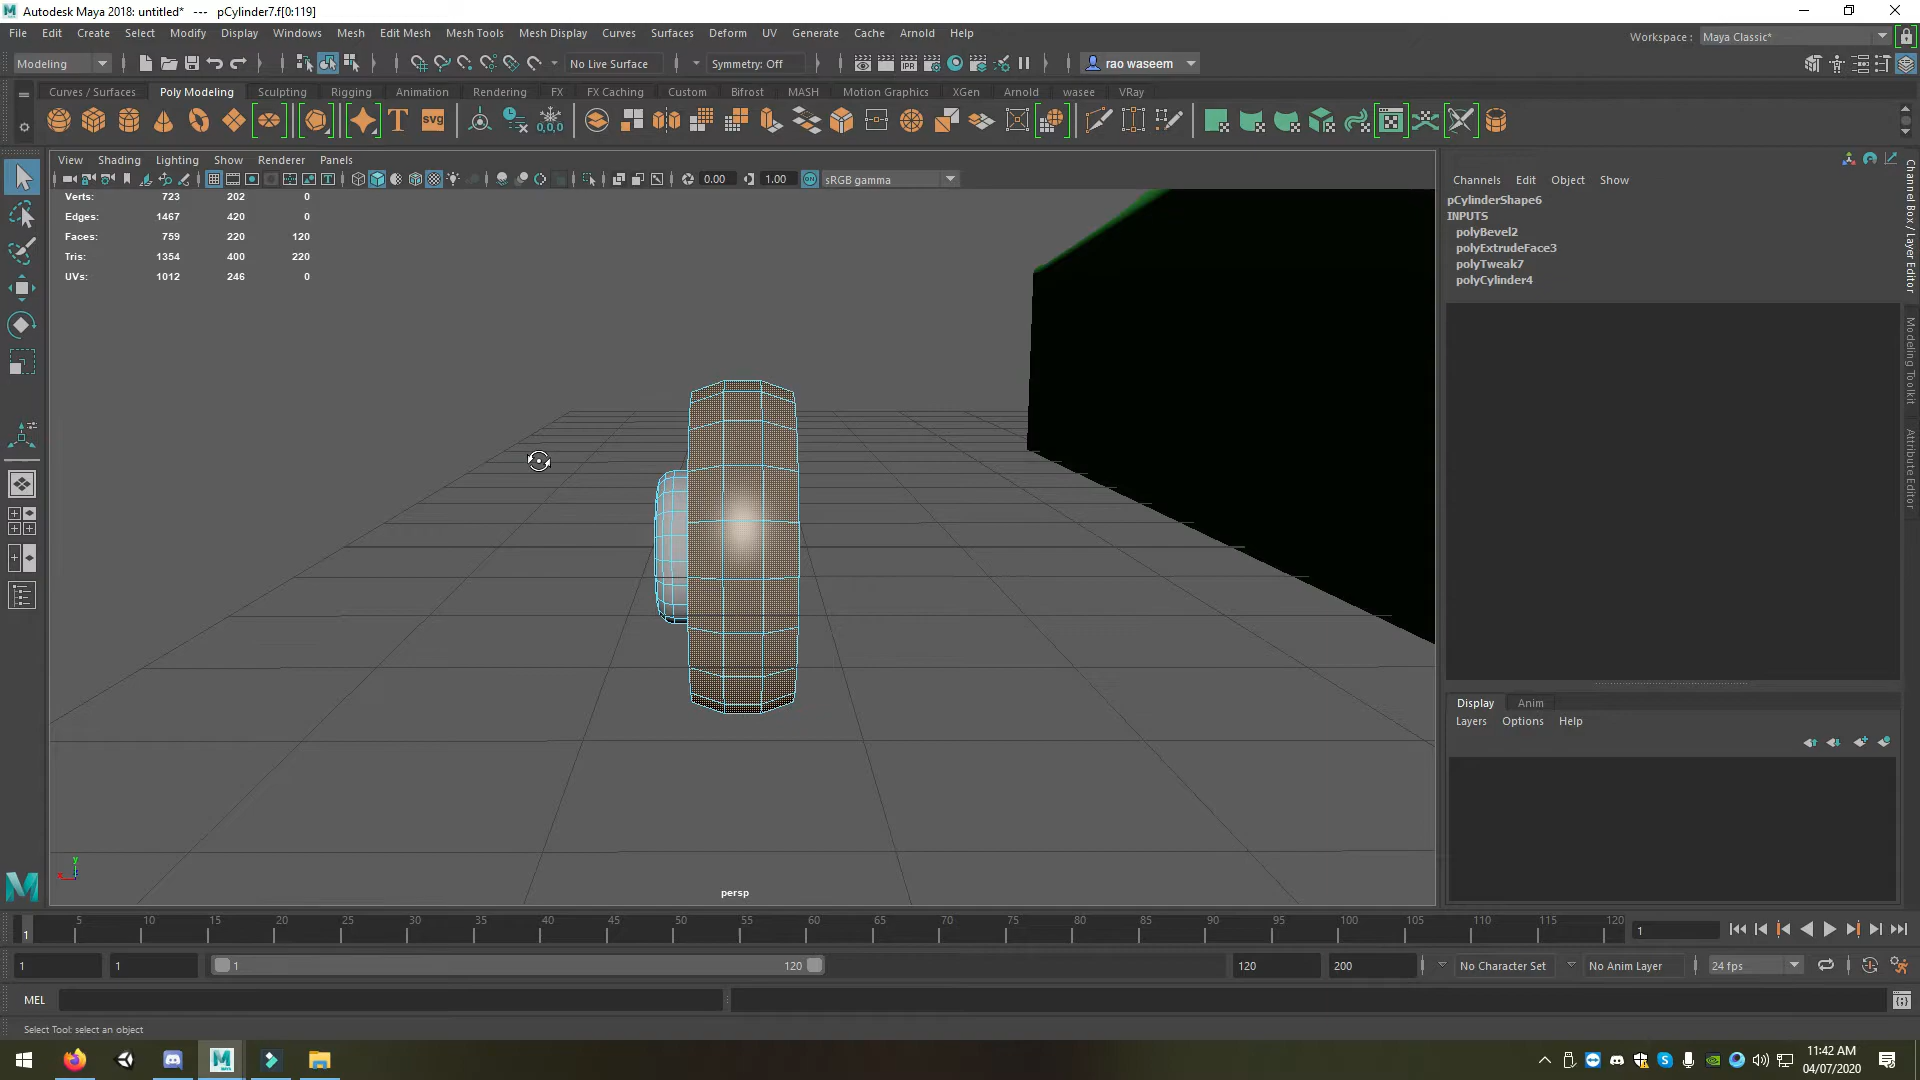 Autodesk Maya 2018: untitled*   ---   pCylinder7.f[0:119]
File Edit Create Select Modify Display Windows Mesh Edit Mesh Mesh Tools Mesh Display Curves Surfaces Deform UV Generate Cache Arnold Help
Workspace : Maya Classic*
Modeling No Live Surface Symmetry: Off rao waseem
Curves / Surfaces Poly Modeling Sculpting Rigging Animation Rendering FX FX Caching Custom Bifrost MASH Motion Graphics XGen Arnold wasee VRay
T SVG 0,0,0
View Shading Lighting Show Renderer Panels
0.00 1.00 sRGB gamma
Verts: 723 202 0
Edges: 1467 420 0
Faces: 759 220 120
Tris: 1354 400 220
UVs: 1012 246 0
y
x
persp
Channels Edit Object Show
pCylinderShape6
INPUTS
polyBevel2
polyExtrudeFace3
polyTweak7
polyCylinder4
Channel Box / Layer Editor
Modeling Toolkit
Attribute Editor
Display Anim
Layers Options Help
5 10 15 20 25 30 35 40 45 50 55 60 65 70 75 80 85 90 95 100 105 110 115 120
1 1
1 1 1 120 120 200 No Character Set No Anim Layer 24 fps
MEL
Select Tool: select an object
11:42 AM
04/07/2020